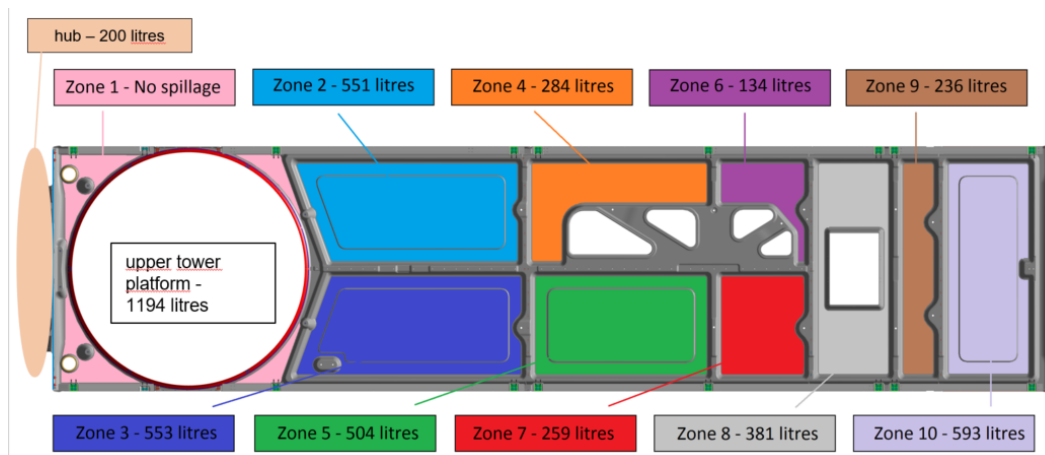 hub – 200 litres
Zone 1 - No spillage
Zone 2 - 551 litres
Zone 4 - 284 litres
Zone 6 - 134 litres
Zone 9 - 236 litres
upper tower
platform -
1194 litres
Zone 3 - 553 litres
Zone 5 - 504 litres
Zone 7 - 259 litres
Zone 8 - 381 litres
Zone 10 - 593 litres